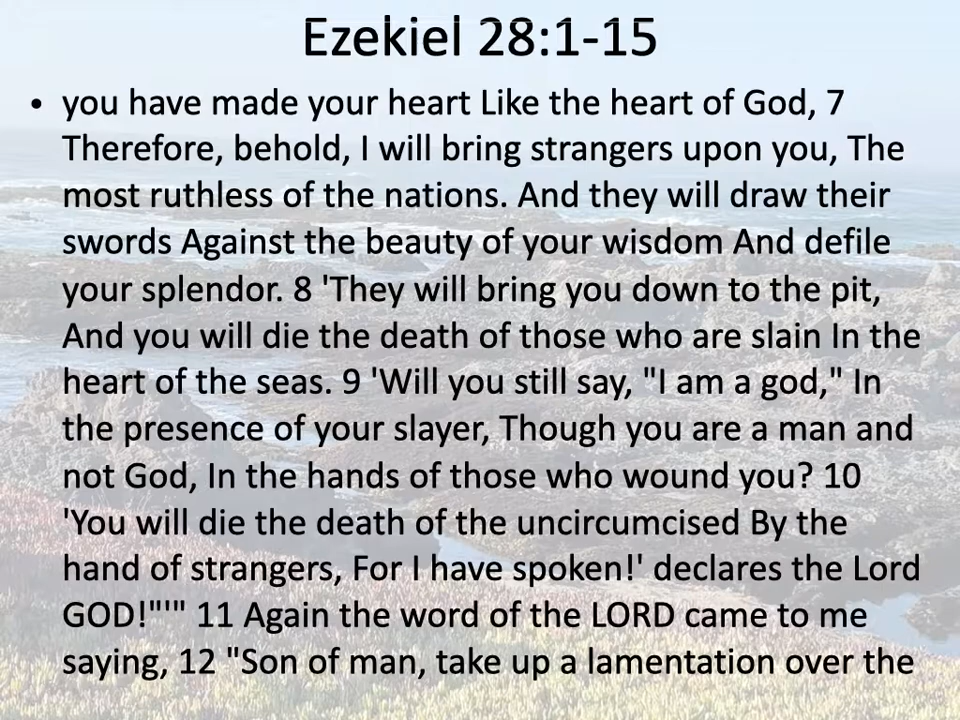 Ezekiel 28:1-15
• you have made your heart Like the heart of God, 7
Therefore, behold, I will bring strangers upon you, The
most ruthless of the nations. And they will draw their
swords Against the beauty of your wisdom And defile
your splendor. 8 'They will bring you down to the pit,
And you will die the death of those who are slain In the
heart of the seas. 9 'Will you still say, "I am a god," In
the presence of your slayer, Though you are a man and
not God, In the hands of those who wound you? 10
'You will die the death of the uncircumcised By the
hand of strangers, For I have spoken!' declares the Lord
GOD!"'" 11 Again the word of the LORD came to me
saying, 12 "Son of man, take up a lamentation over the